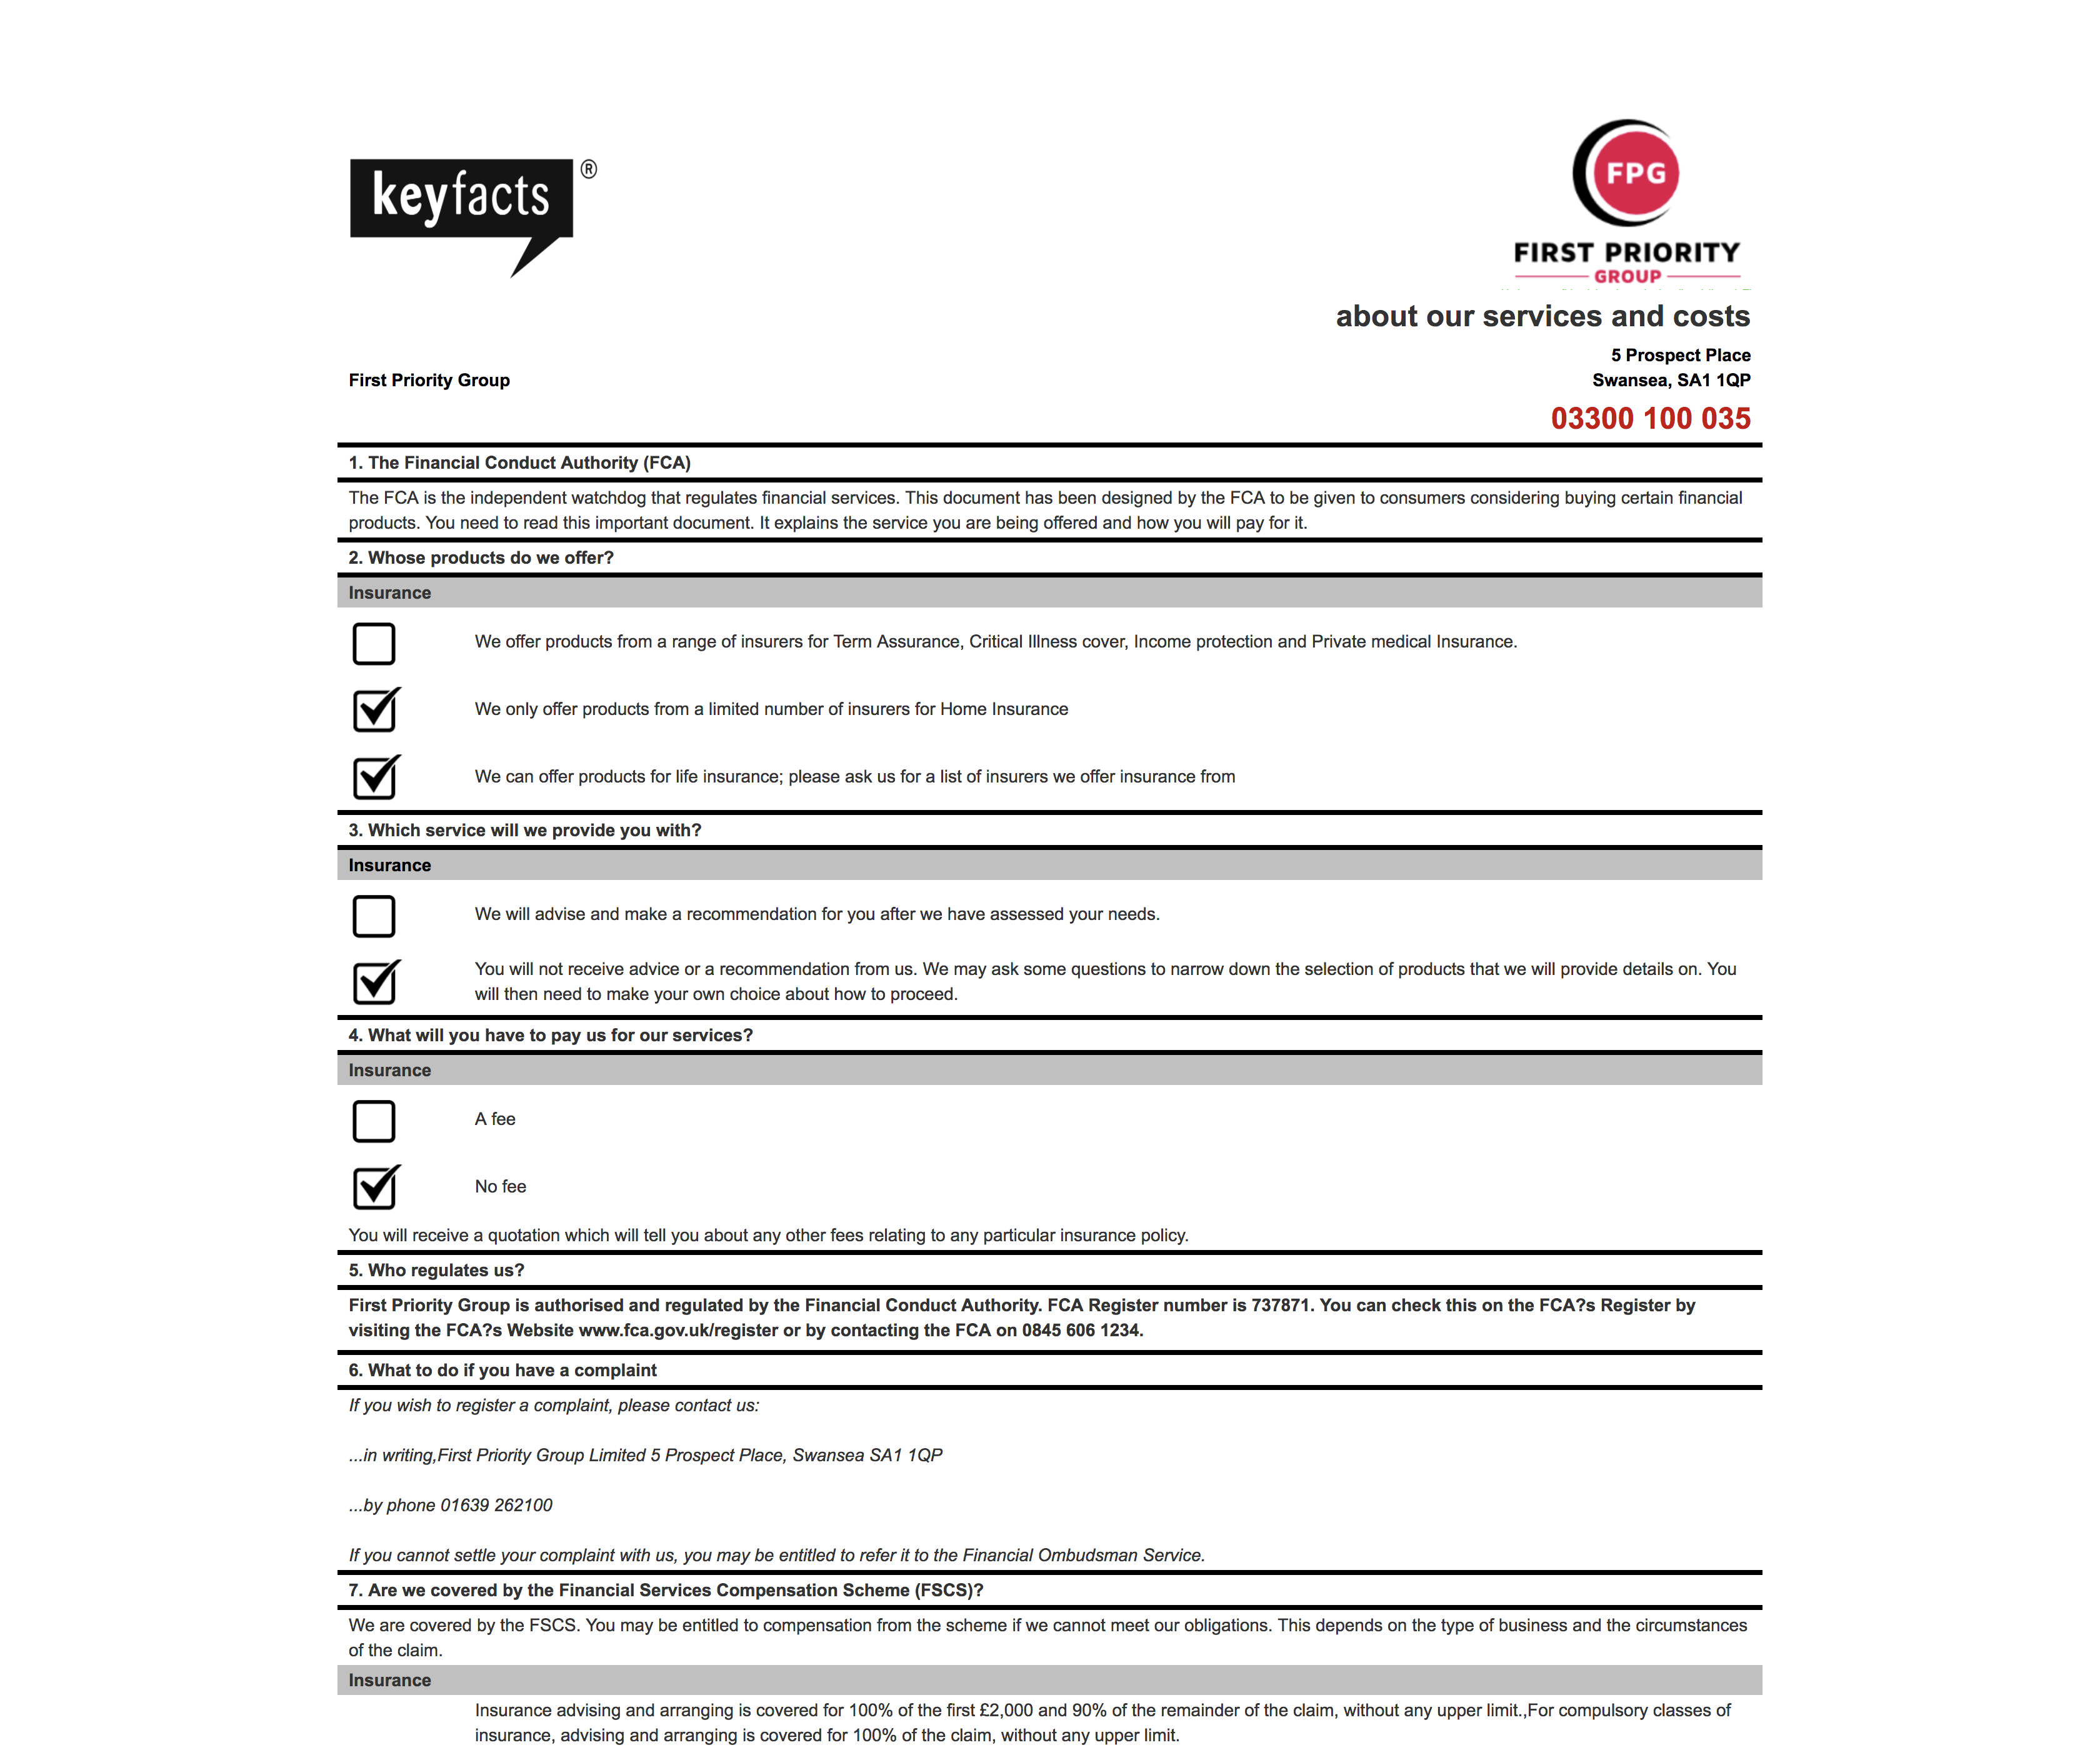 keyfacts ®
FPG
FIRST PRIORITY
GROUP
about our services and costs
5 Prospect Place
First Priority Group
Swansea, SA1 1QP
03300 100 035
1. The Financial Conduct Authority (FCA)
The FCA is the independent watchdog that regulates financial services. This document has been designed by the FCA to be given to consumers considering buying certain financial
products. You need to read this important document. It explains the service you are being offered and how you will pay for it.
2. Whose products do we offer?
Insurance
We offer products from a range of insurers for Term Assurance, Critical Illness cover, Income protection and Private medical Insurance.
We only offer products from a limited number of insurers for Home Insurance
We can offer products for life insurance; please ask us for a list of insurers we offer insurance from
3. Which service will we provide you with?
Insurance
We will advise and make a recommendation for you after we have assessed your needs.
You will not receive advice or a recommendation from us. We may ask some questions to narrow down the selection of products that we will provide details on. You
will then need to make your own choice about how to proceed.
4. What will you have to pay us for our services?
Insurance
A fee
No fee
You will receive a quotation which will tell you about any other fees relating to any particular insurance policy.
5. Who regulates us?
First Priority Group is authorised and regulated by the Financial Conduct Authority. FCA Register number is 737871. You can check this on the FCA?s Register by
visiting the FCA?s Website www.fca.gov.uk/register or by contacting the FCA on 0845 606 1234.
6. What to do if you have a complaint
If you wish to register a complaint, please contact us:
...in writing,First Priority Group Limited 5 Prospect Place, Swansea SA1 1QP
...by phone 01639 262100
If you cannot settle your complaint with us, you may be entitled to refer it to the Financial Ombudsman Service.
7. Are we covered by the Financial Services Compensation Scheme (FSCS)?
We are covered by the FSCS. You may be entitled to compensation from the scheme if we cannot meet our obligations. This depends on the type of business and the circumstances
of the claim.
Insurance
Insurance advising and arranging is covered for 100% of the first £2,000 and 90% of the remainder of the claim, without any upper limit.,For compulsory classes of
insurance, advising and arranging is covered for 100% of the claim, without any upper limit.